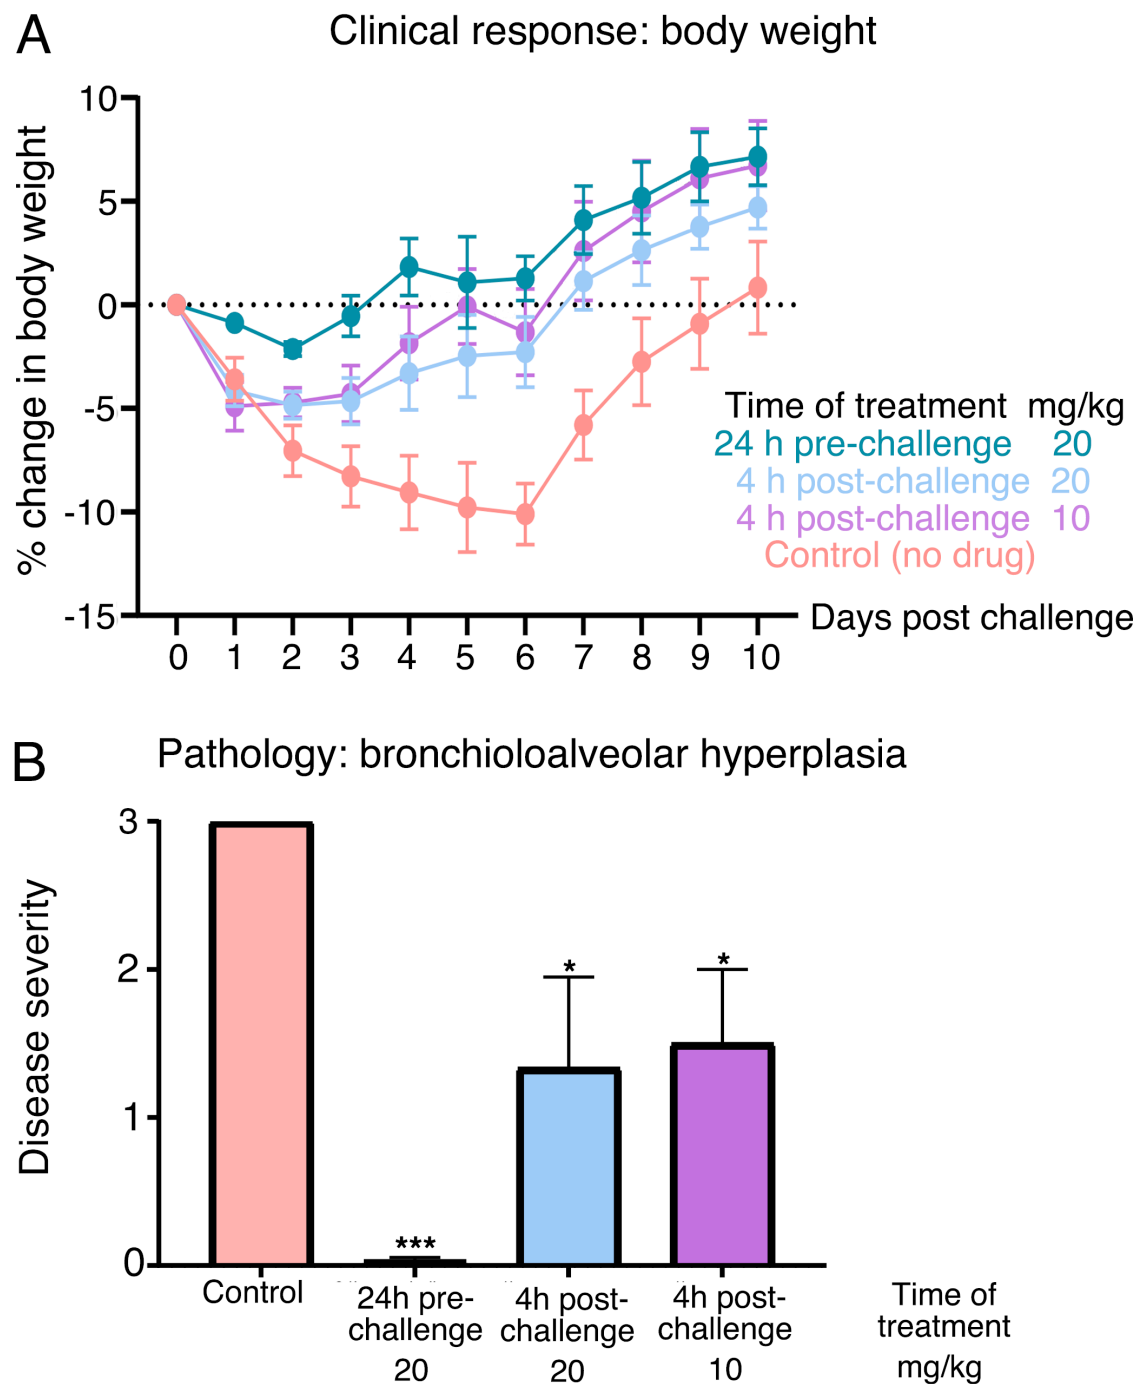 A
Clinical response: body weight
% change in body weight
10
5
0
-5
-10
-15
Time of treatment mg/kg
24 h pre-challenge 20
4 h post-challenge 20
4 h post-challenge 10
Control (no drug)
Days post challenge
0 1 2 3 4 5 6 7 8 9 10
B
Pathology: bronchioloalveolar hyperplasia
Disease severity
3
2
1
0
***
*
*
Control
24h pre-
challenge
20
4h post-
challenge
20
4h post-
challenge
10
Time of
treatment
mg/kg